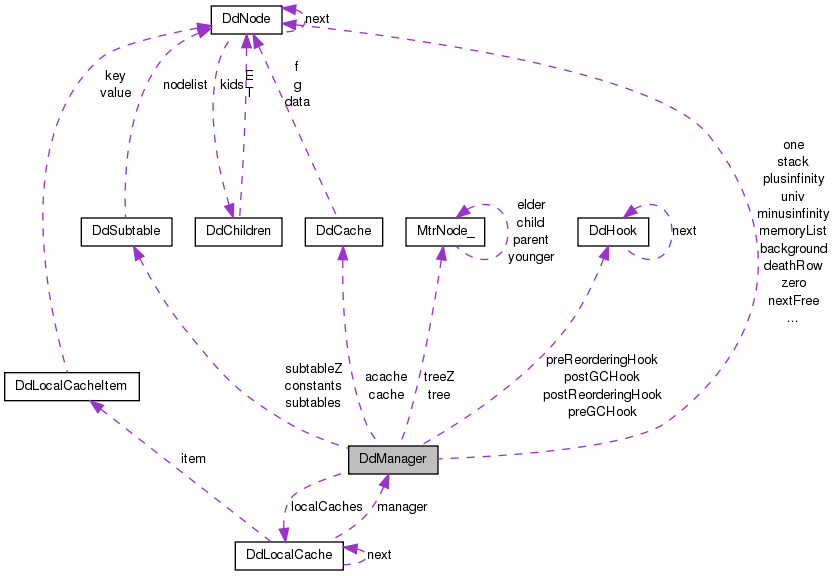 DdNode
next
key
value
nodelist
kids
E
T
f
g
data
one
stack
plusinfinity
univ
minusinfinity
memoryList
background
deathRow
zero
nextFree
...
DdSubtable
DdChildren
DdCache
MtrNode_
elder
child
parent
younger
DdHook
next
DdLocalCacheItem
subtableZ
constants
subtables
acache
cache
treeZ
tree
preReorderingHook
postGCHook
postReorderingHook
preGCHook
DdManager
item
localCaches
manager
DdLocalCache
next